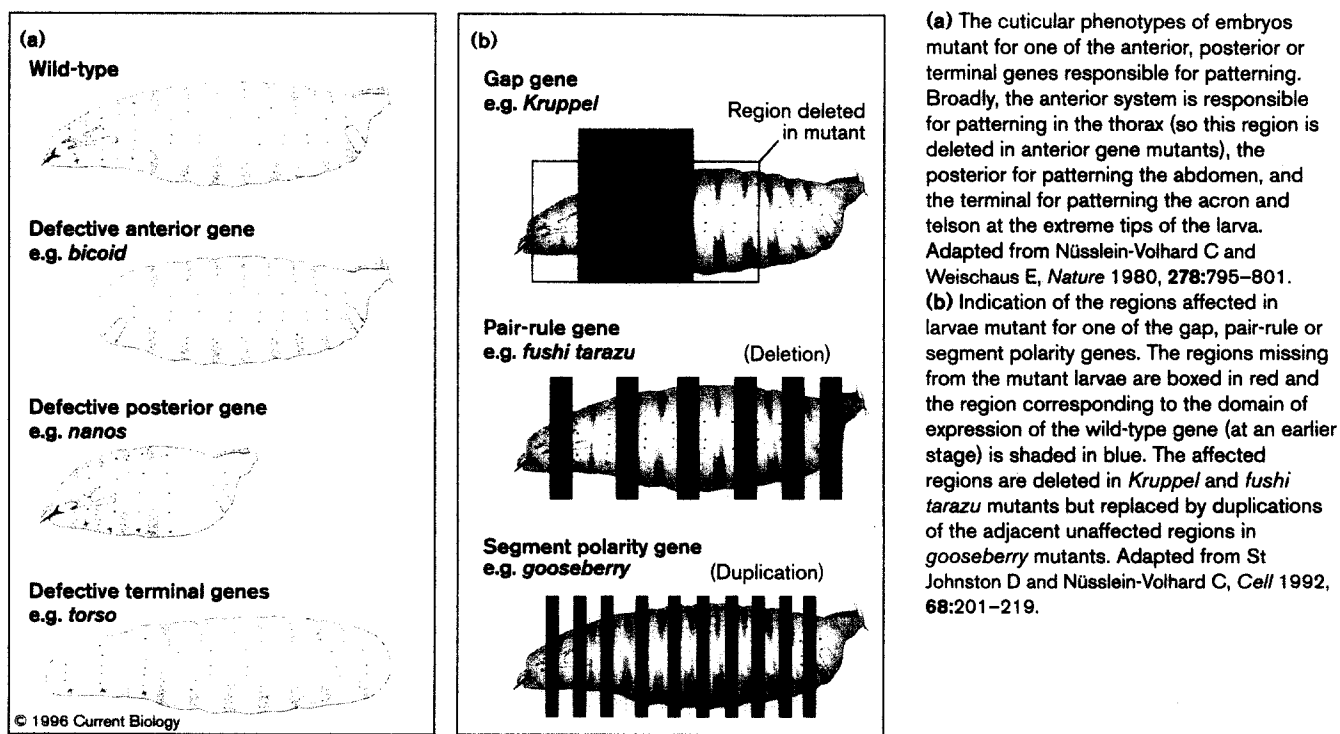 (a)
Wild-type
Defective anterior gene
e.g. bicoid
Defective posterior gene
e.g. nanos
Defective terminal genes
e.g. torso
© 1996 Current Biology
(b)
Gap gene
e.g. Kruppel
Region deleted
in mutant
Pair-rule gene
e.g. fushi tarazu
(Deletion)
Segment polarity gene
e.g. gooseberry
(Duplication)
(a) The cuticular phenotypes of embryos
mutant for one of the anterior, posterior or
terminal genes responsible for patterning.
Broadly, the anterior system is responsible
for patterning in the thorax (so this region is
deleted in anterior gene mutants), the
posterior for patterning the abdomen, and
the terminal for patterning the acron and
telson at the extreme tips of the larva.
Adapted from Nüsslein-Volhard C and
Weischaus E, Nature 1980, 278:795–801.
(b) Indication of the regions affected in
larvae mutant for one of the gap, pair-rule or
segment polarity genes. The regions missing
from the mutant larvae are boxed in red and
the region corresponding to the domain of
expression of the wild-type gene (at an earlier
stage) is shaded in blue. The affected
regions are deleted in Kruppel and fushi
tarazu mutants but replaced by duplications
of the adjacent unaffected regions in
gooseberry mutants. Adapted from St
Johnston D and Nüsslein-Volhard C, Cell 1992,
68:201–219.